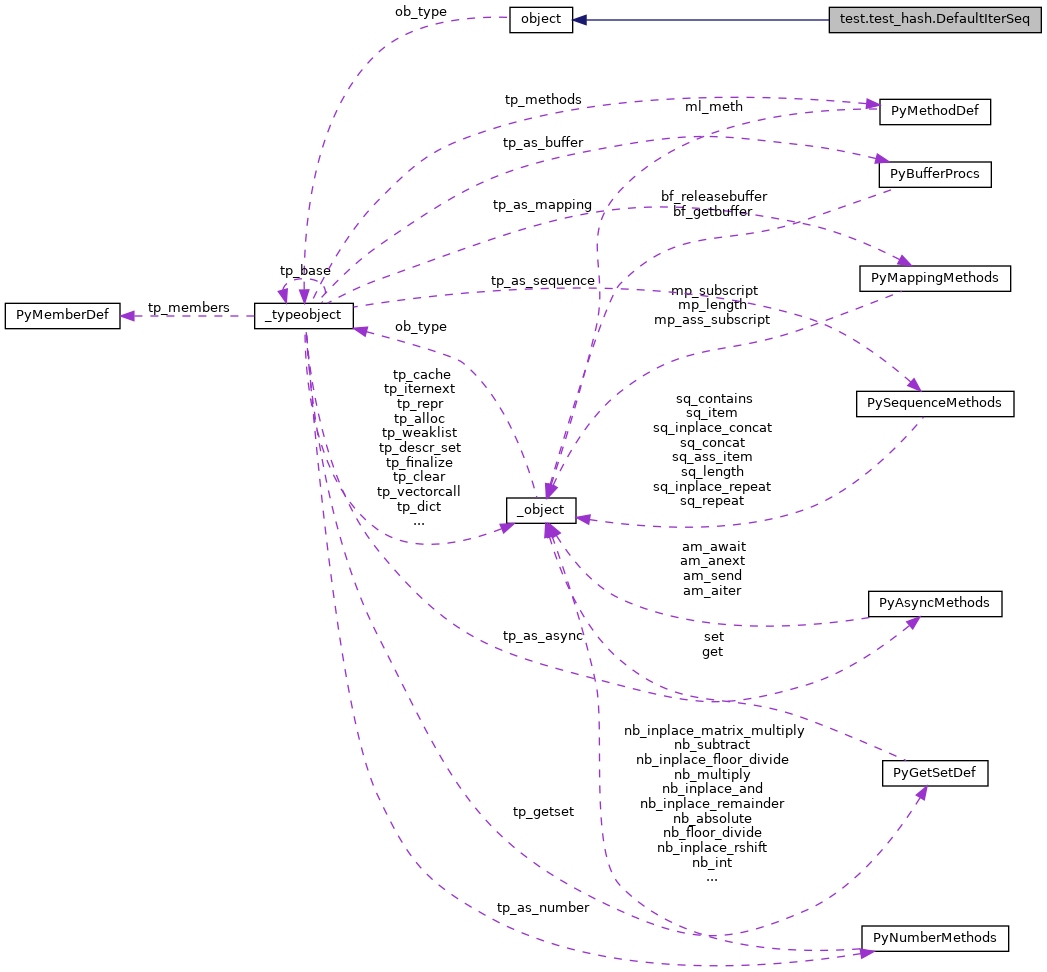 ob_type
object
test.test_hash.DefaultIterSeq
tp_methods
ml_meth
PyMethodDef
tp_as_buffer
PyBufferProcs
tp_as_mapping
bf_releasebuffer
bf_getbuffer
tp_base
PyMappingMethods
tp_as_sequence
mp_subscript
mp_length
mp_ass_subscript
PyMemberDef
tp_members
_typeobject
ob_type
tp_cache
tp_iternext
tp_repr
tp_alloc
tp_weaklist
tp_descr_set
tp_finalize
tp_clear
tp_vectorcall
tp_dict
...
sq_contains
sq_item
sq_inplace_concat
sq_concat
sq_ass_item
sq_length
sq_inplace_repeat
sq_repeat
PySequenceMethods
_object
am_await
am_anext
am_send
am_aiter
PyAsyncMethods
tp_as_async
set
get
nb_inplace_matrix_multiply
nb_subtract
nb_inplace_floor_divide
nb_multiply
nb_inplace_and
nb_inplace_remainder
nb_absolute
nb_floor_divide
nb_inplace_rshift
nb_int
...
PyGetSetDef
tp_getset
tp_as_number
PyNumberMethods